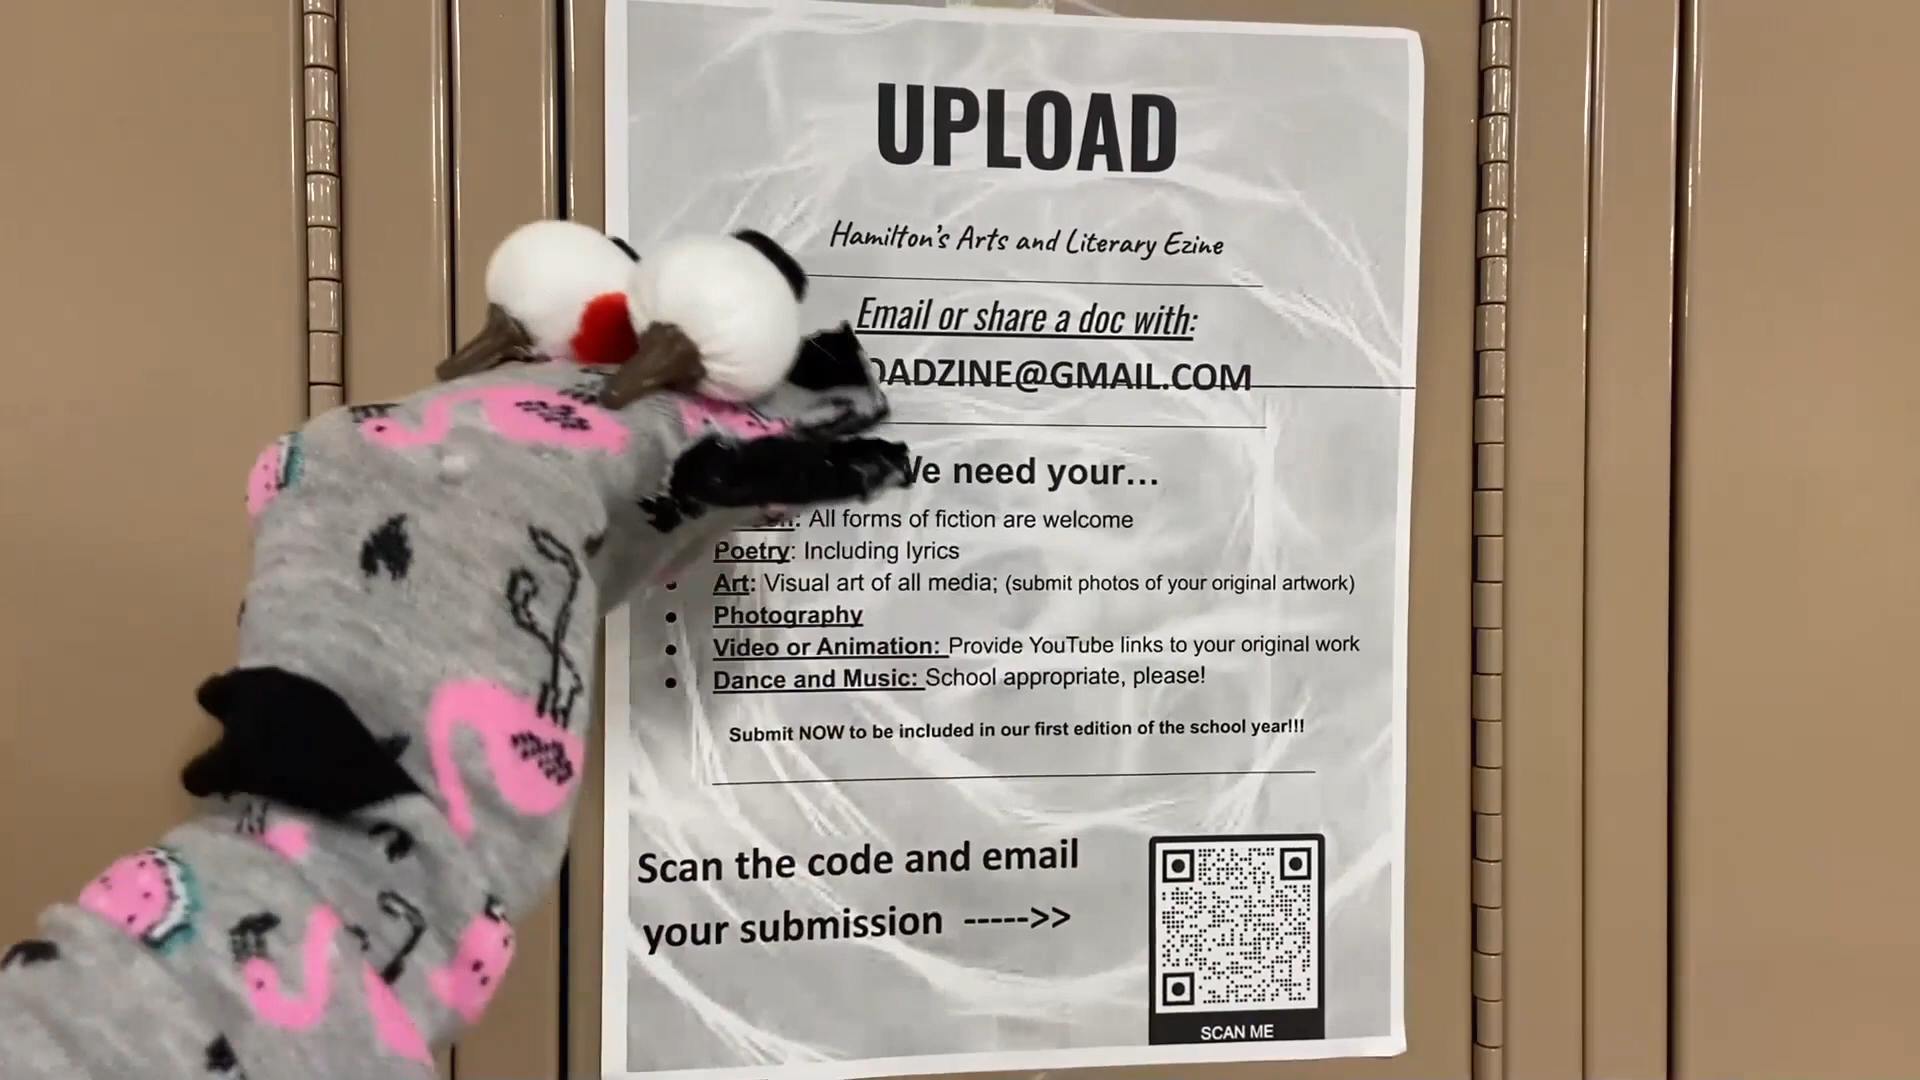 UPLOAD
Hamilton's Arts and Literary Ezine
Email or share a doc with:
OADZINE@GMAIL.COM
We need your...
: All forms of fiction are welcome
Poetry: Including lyrics
Art: Visual art of all media; (submit photos of your original artwork)
Photography
Video or Animation: Provide YouTube links to your original work
Dance and Music: School appropriate, please!
Submit NOW to be included in our first edition of the school year!!!
Scan the code and email
your submission ----->>
SCAN ME